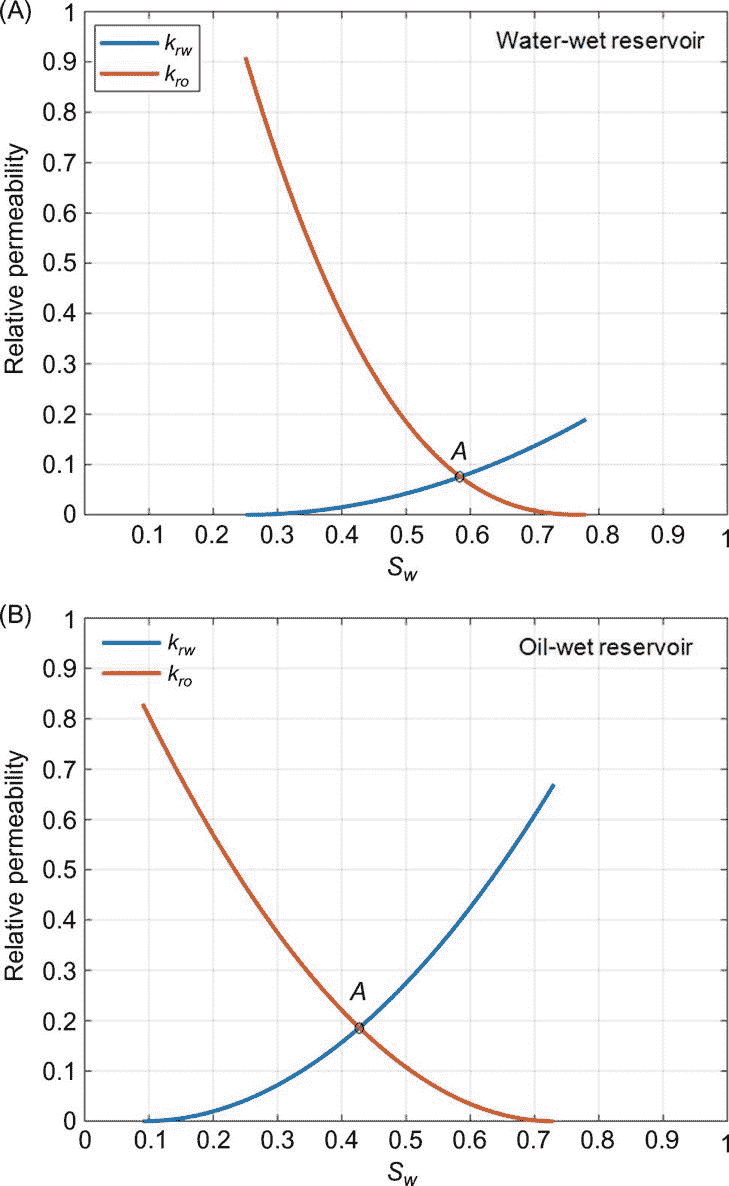 (A)
1
0.9
0.8
0.7
0.6
0.5
0.4
0.3
0.2
0.1
0
Relative permeability
krw
kro
Water-wet reservoir
A
0.1 0.2 0.3 0.4 0.5 0.6 0.7 0.8 0.9 1
Sw
(B)
1
0.9
0.8
0.7
0.6
0.5
0.4
0.3
0.2
0.1
0
Relative permeability
krw
kro
Oil-wet reservoir
A
0 0.1 0.2 0.3 0.4 0.5 0.6 0.7 0.8 0.9 1
Sw